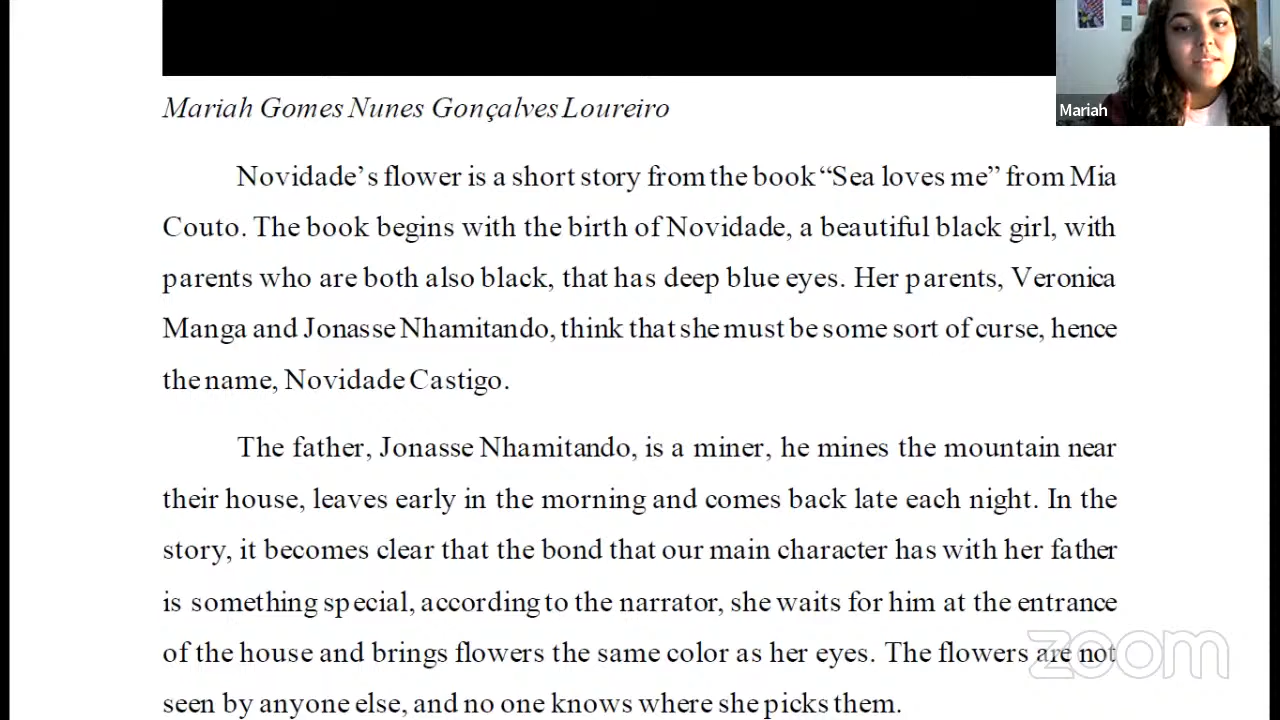 Mariah Gomes Nunes Gonçalves Loureiro
Mariah
Novidade’s flower is a short story from the book “Sea loves me” from Mia
Couto. The book begins with the birth of Novidade, a beautiful black girl, with
parents who are both also black, that has deep blue eyes. Her parents, Veronica
Manga and Jonasse Nhamitando, think that she must be some sort of curse, hence
the name, Novidade Castigo.
The father, Jonasse Nhamitando, is a miner, he mines the mountain near
their house, leaves early in the morning and comes back late each night. In the
story, it becomes clear that the bond that our main character has with her father
is something special, according to the narrator, she waits for him at the entrance
of the house and brings flowers the same color as her eyes. The flowers are not
seen by anyone else, and no one knows where she picks them.
zoom